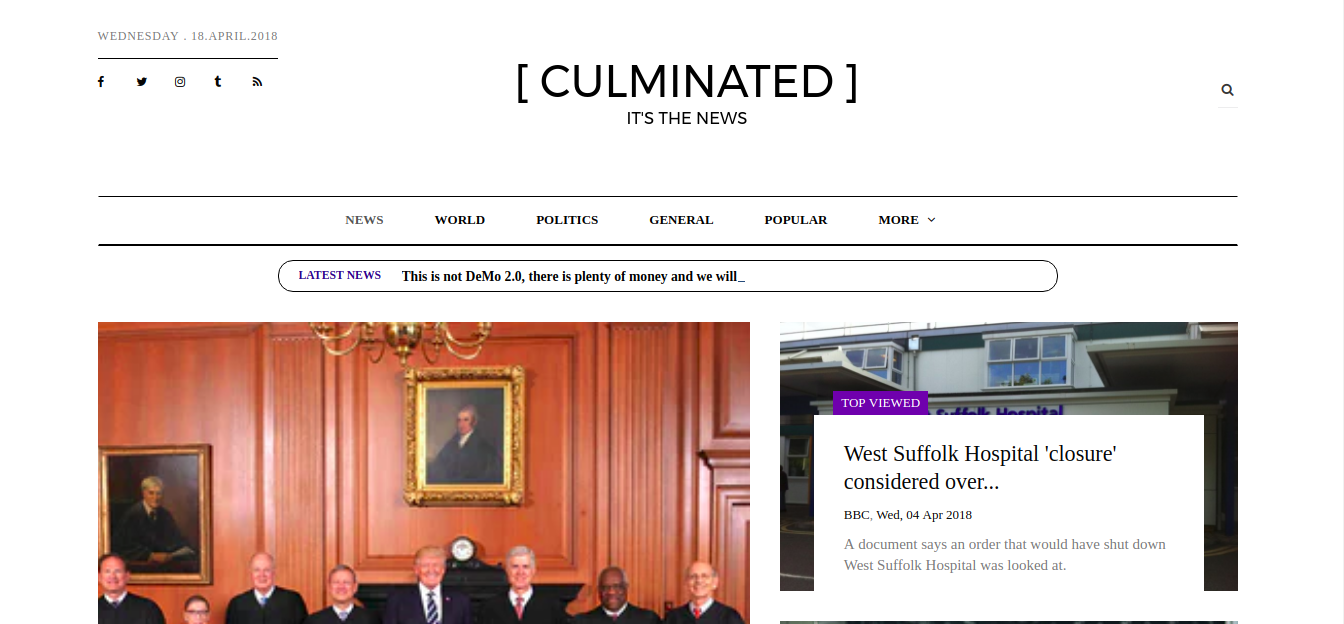 WEDNESDAY . 18.APRIL.2018
[ CULMINATED ]
IT'S THE NEWS
NEWS WORLD POLITICS GENERAL POPULAR MORE
LATEST NEWS This is not DeMo 2.0, there is plenty of money and we will_
Suffolk Hospital
TOP VIEWED
West Suffolk Hospital 'closure'
considered over...
BBC, Wed, 04 Apr 2018
A document says an order that would have shut down
West Suffolk Hospital was looked at.